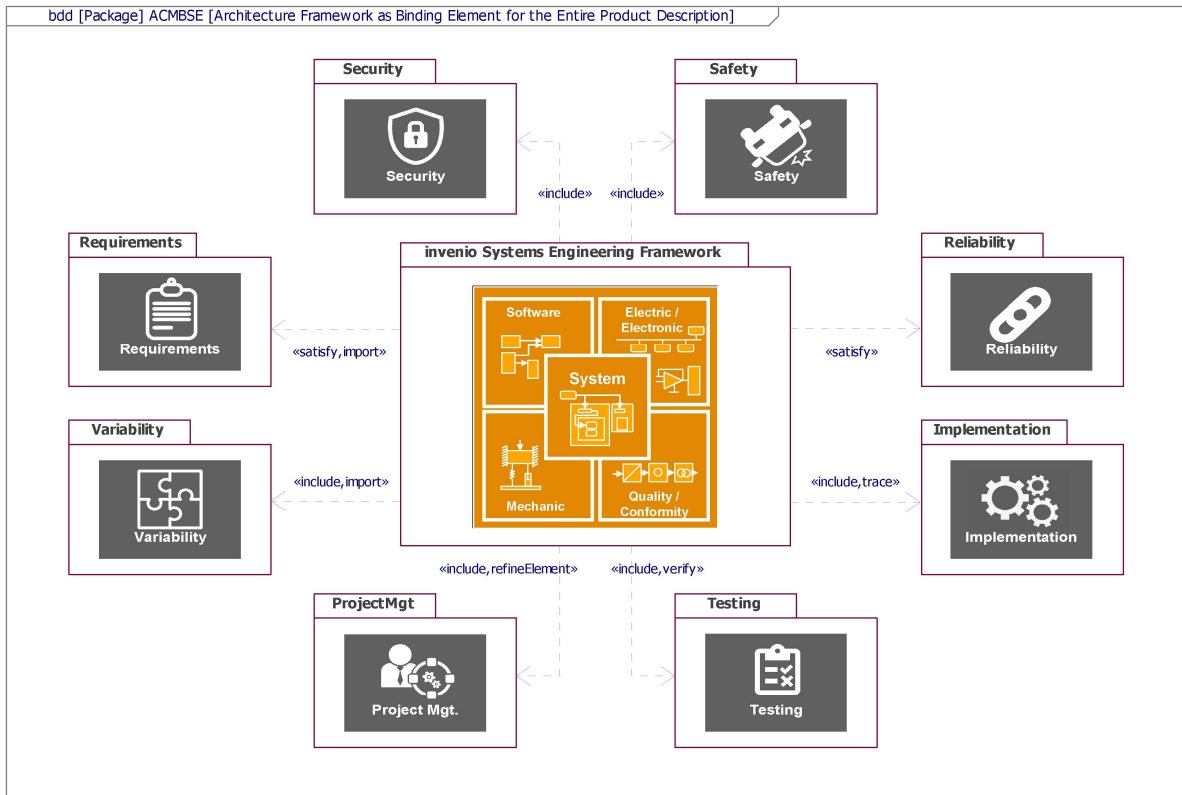 bdd [Package] ACMBSE [Architecture Framework as Binding Element for the Entire Product Description]
Security
Security
Safety
Safety
«include»
«include»
Requirements
Requirements
«satisfy,import»
invenio Systems Engineering Framework
Software
Electric /
Electronic
System
Mechanic
Quality /
Conformity
Reliability
Reliability
«satisfy»
Variability
Variability
«include,import»
Implementation
Implementation
«include,trace»
«include,refineElement»
«include,verify»
ProjectMgt
Project Mgt.
Testing
Testing